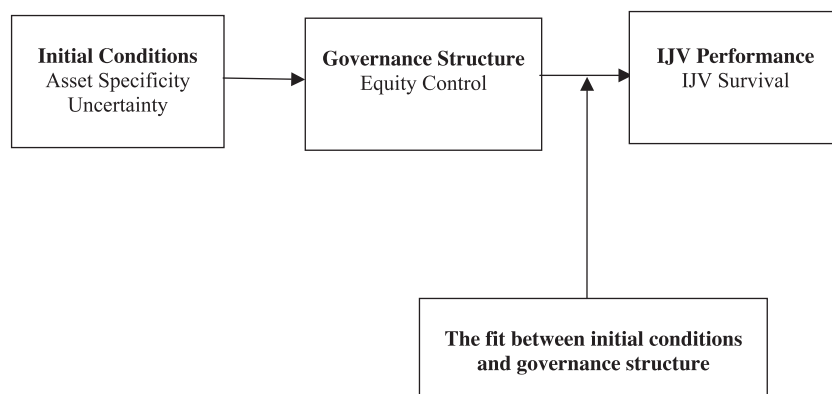 Initial Conditions
Asset Specificity
Uncertainty
Governance Structure
Equity Control
IJV Performance
IJV Survival
The fit between initial conditions
and governance structure